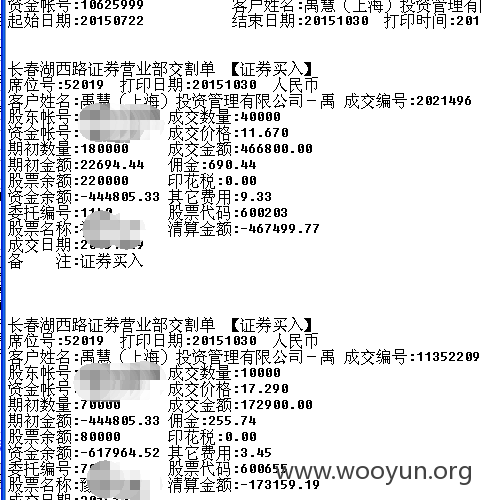 资金帐号:10625999 客户姓名:禹慧（上海）投资管理有
起始日期:20150722 结束日期:20151030 打印时间:201
长春湖西路证券营业部交割单 【证券买入】
席位号:52019 打印日期:20151030 人民币
客户姓名:禹慧（上海）投资管理有限公司－禹 成交编号:2021496
股东帐号: 成交数量:40000
资金帐号: 成交价格:11.670
期初数量:180000 成交金额:466800.00
期初金额:22694.44 佣金:690.44
股票余额:220000 印花税:0.00
资金余额:-444805.33 其它费用:9.33
委托编号: 股票代码:600203
股票名称: 清算金额:-467499.77
成交日期:
备 注:证券买入
长春湖西路证券营业部交割单 【证券买入】
席位号:52019 打印日期:20151030 人民币
客户姓名:禹慧（上海）投资管理有限公司－禹 成交编号:11352209
股东帐号: 成交数量:10000
资金帐号: 成交价格:17.290
期初数量:70000 成交金额:172900.00
期初金额:-444805.33 佣金:255.74
股票余额:80000 印花税:0.00
资金余额:-617964.52 其它费用:3.45
委托编号: 股票代码:600655
股票名称: 清算金额:-173159.19
www.wooyun.org